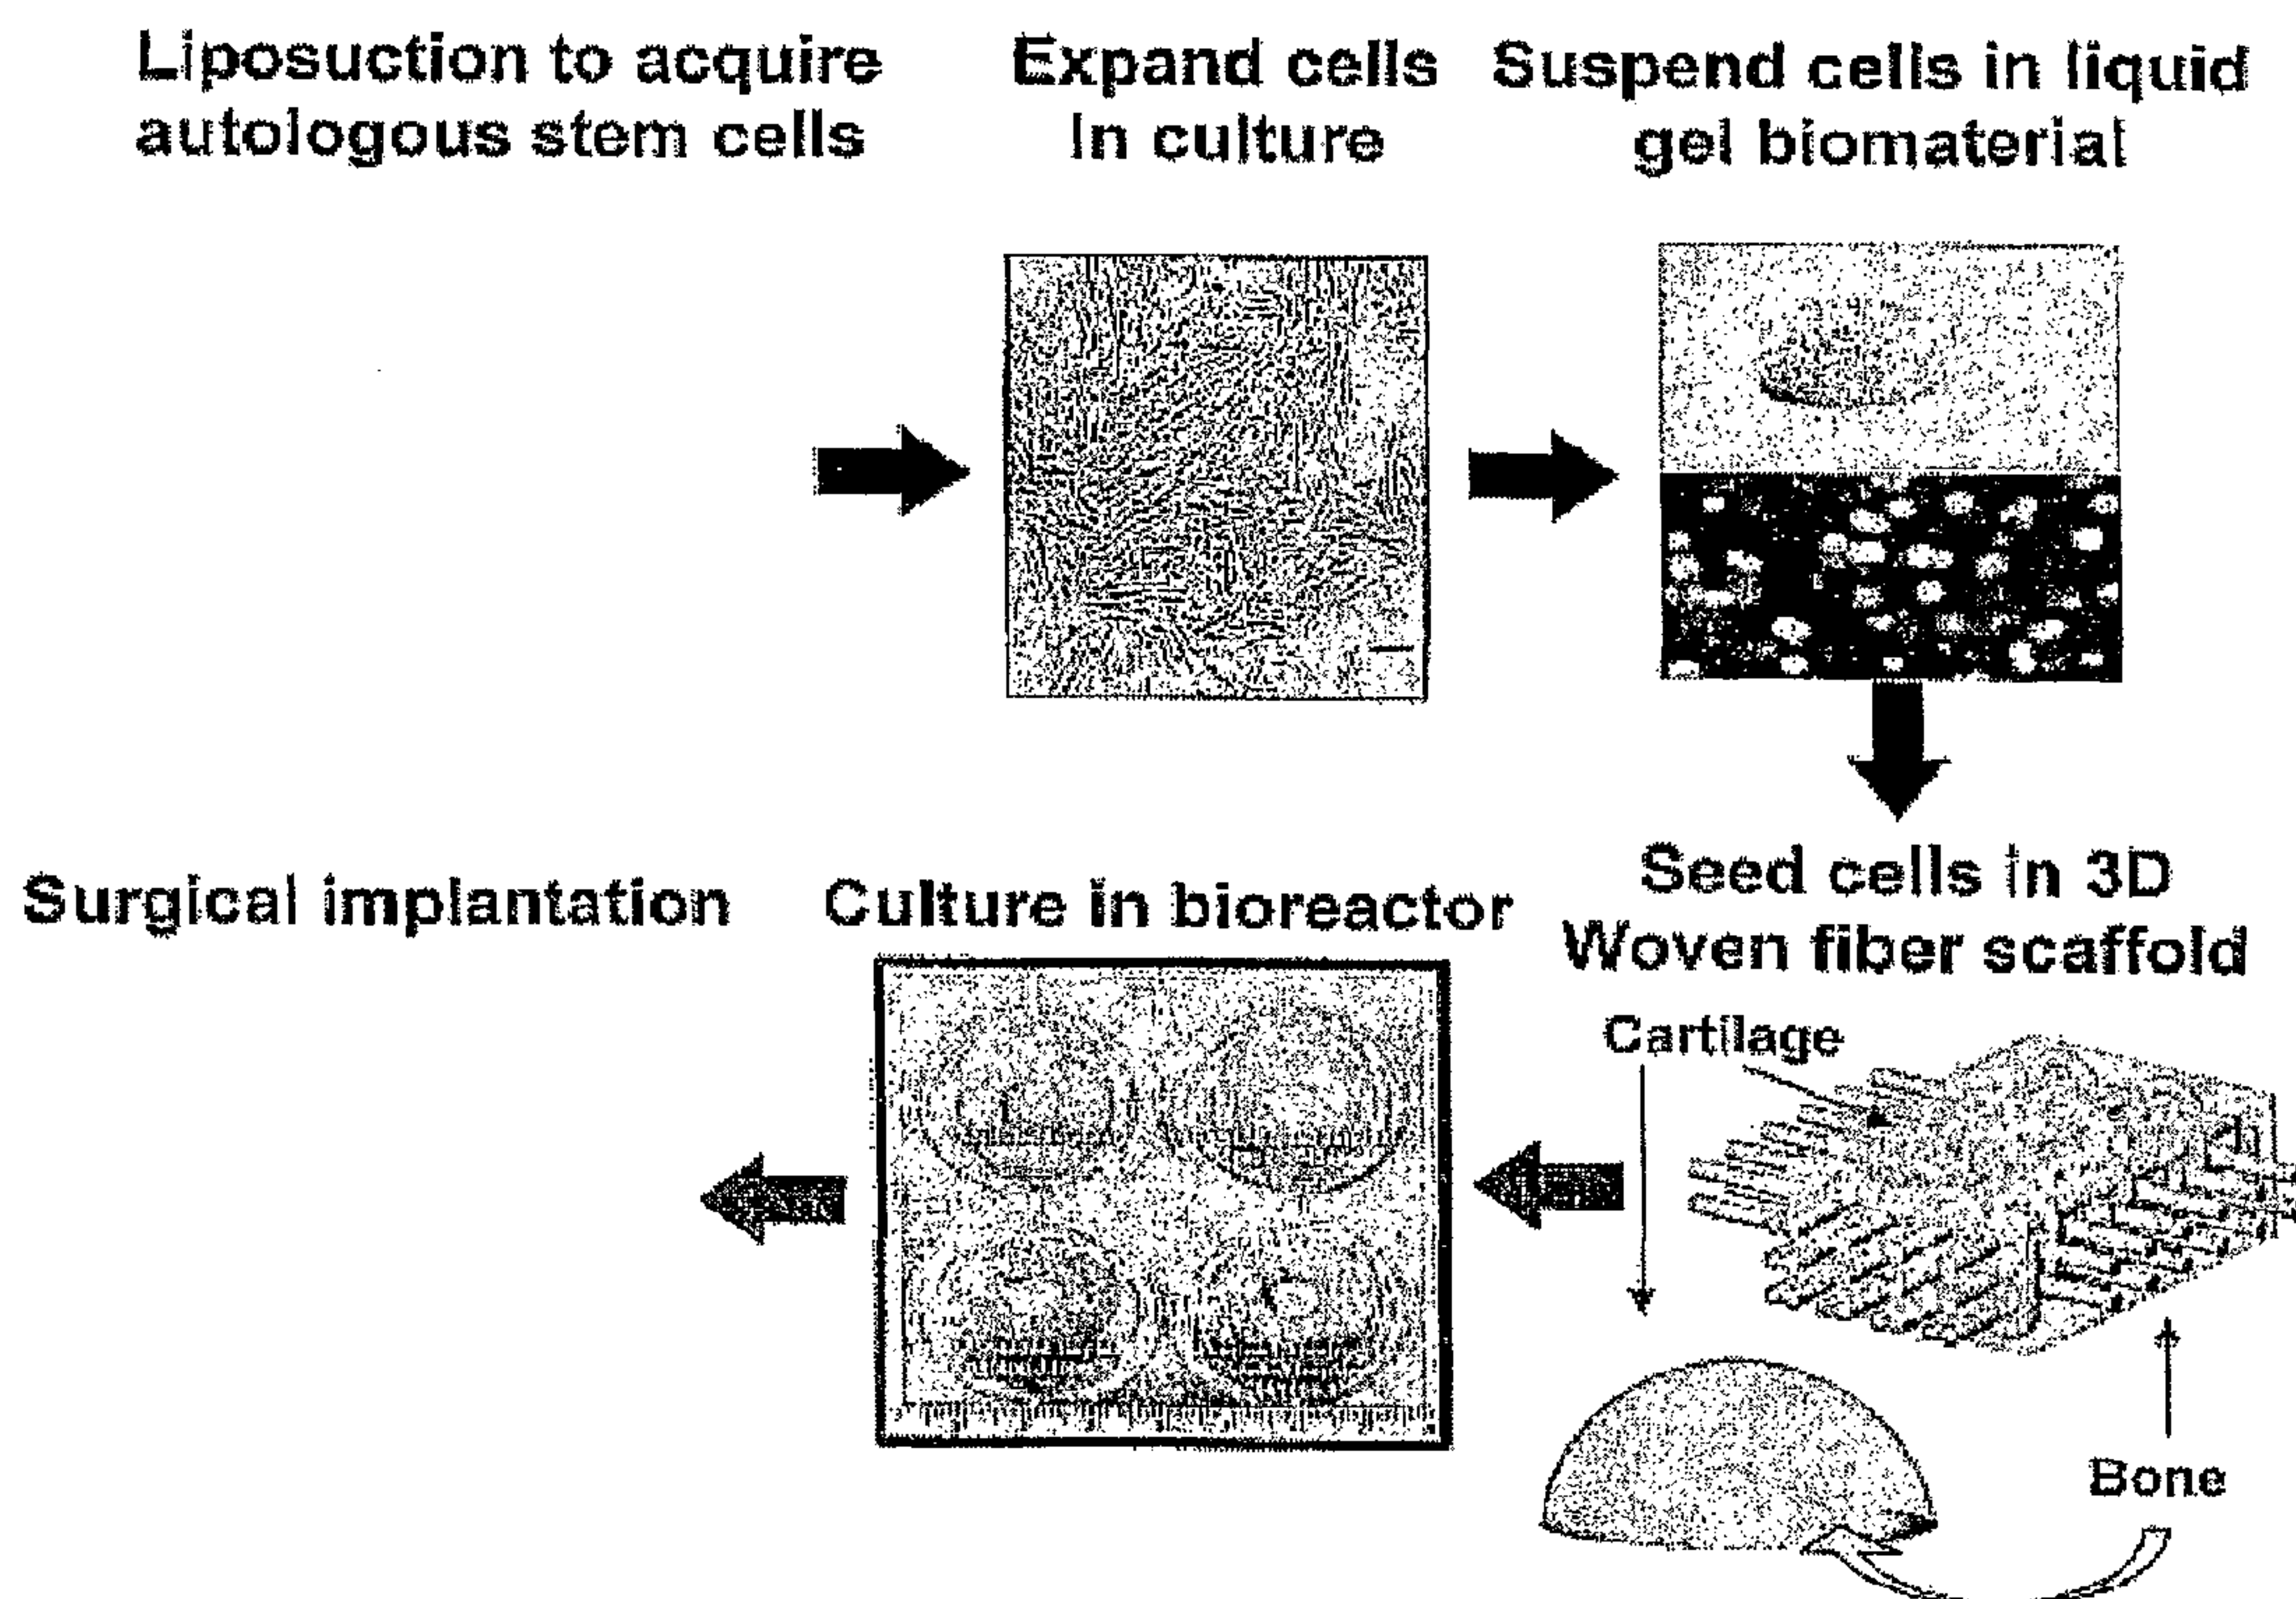 Liposuction to acquire
autologous stem cells
Expand cells
In culture
Suspend cells in liquid
gel biomaterial
Seed cells in 3D
Woven fiber scaffold
Culture in bioreactor
Surgical implantation
Cartilage
Bone